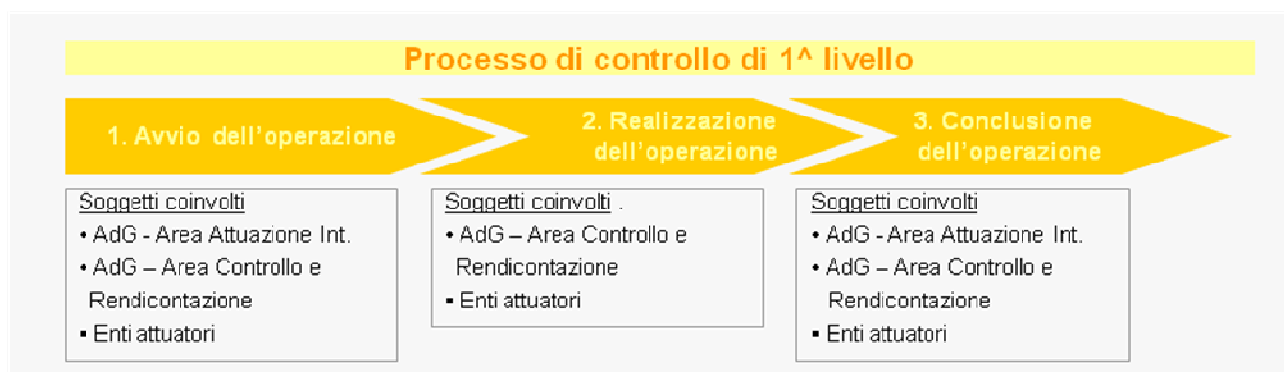 Processo di controllo di 1^ livello
1. Avvio dell'operazione
2. Realizzazione
dell'operazione
3. Conclusione
dell'operazione
Soggetti coinvolti
• AdG - Area Attuazione Int.
• AdG – Area Controllo e
Rendicontazione
▪ Enti attuatori
Soggetti coinvolti .
• AdG – Area Controllo e
Rendicontazione
▪ Enti attuatori
Soggetti coinvolti
• AdG - Area Attuazione Int.
• AdG – Area Controllo e
Rendicontazione
▪ Enti attuatori